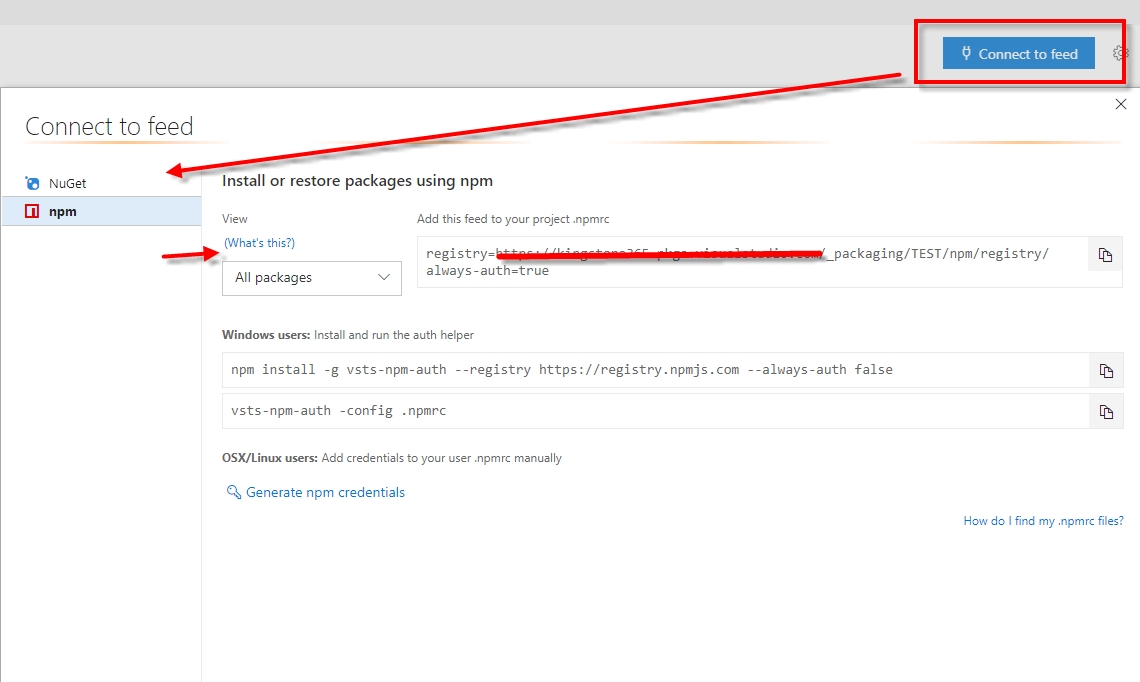 Connect to feed
Connect to feed
NuGet
npm
Install or restore packages using npm
View
Add this feed to your project .npmrc
(What's this?)
All packages
registry= /_packaging/TEST/npm/registry/
always-auth=true
Windows users: Install and run the auth helper
npm install -g vsts-npm-auth --registry https://registry.npmjs.com --always-auth false
vsts-npm-auth -config .npmrc
OSX/Linux users: Add credentials to your user .npmrc manually
Generate npm credentials
How do I find my .npmrc files?